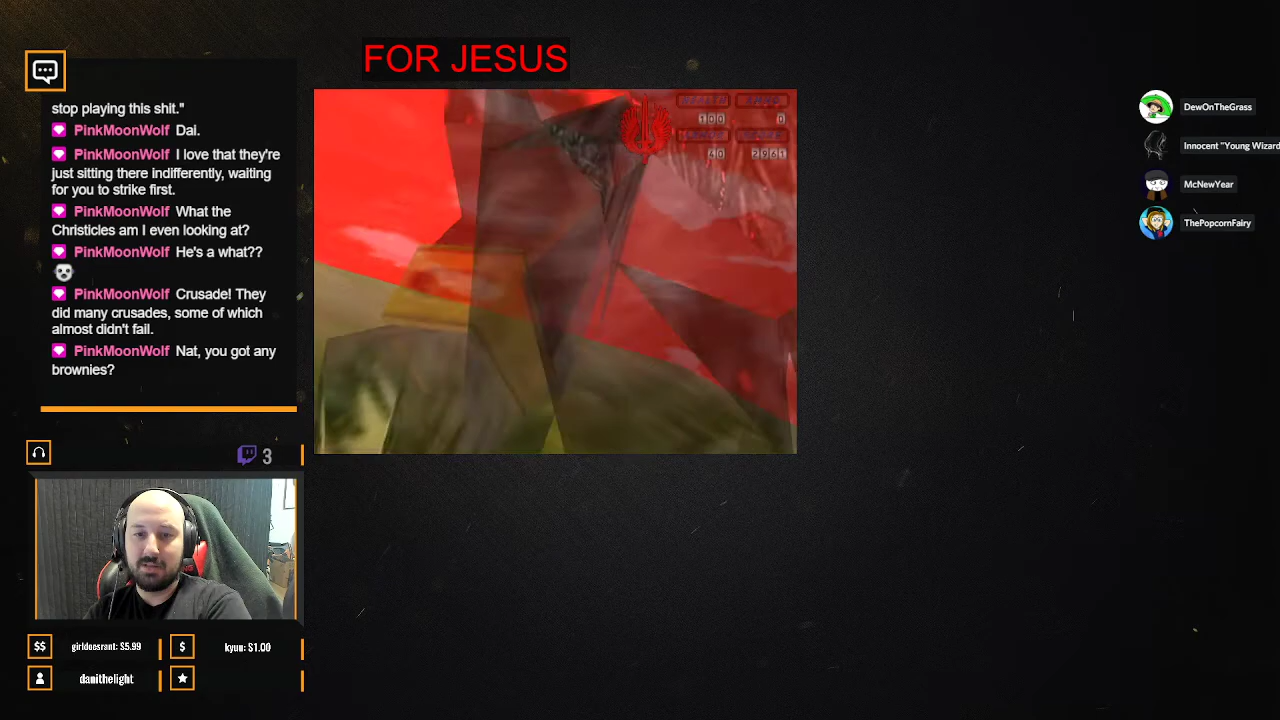 FOR JESUS
stop playing this shit."
PinkMoonWolf Dai.
PinkMoonWolf I love that they're
just sitting there indifferently, waiting
for you to strike first.
PinkMoonWolf What the
Christicles am I even looking at?
PinkMoonWolf He's a what??
PinkMoonWolf Crusade! They
did many crusades, some of which
almost didn't fail.
PinkMoonWolf Nat, you got any
brownies?
100 0
40 2961
DewOnTheGrass
Innocent "Young Wizard
McNewYear
ThePopcornFairy
3
$$ girldoesrant: $5.99 $ kyuu: $1.00
danithelight